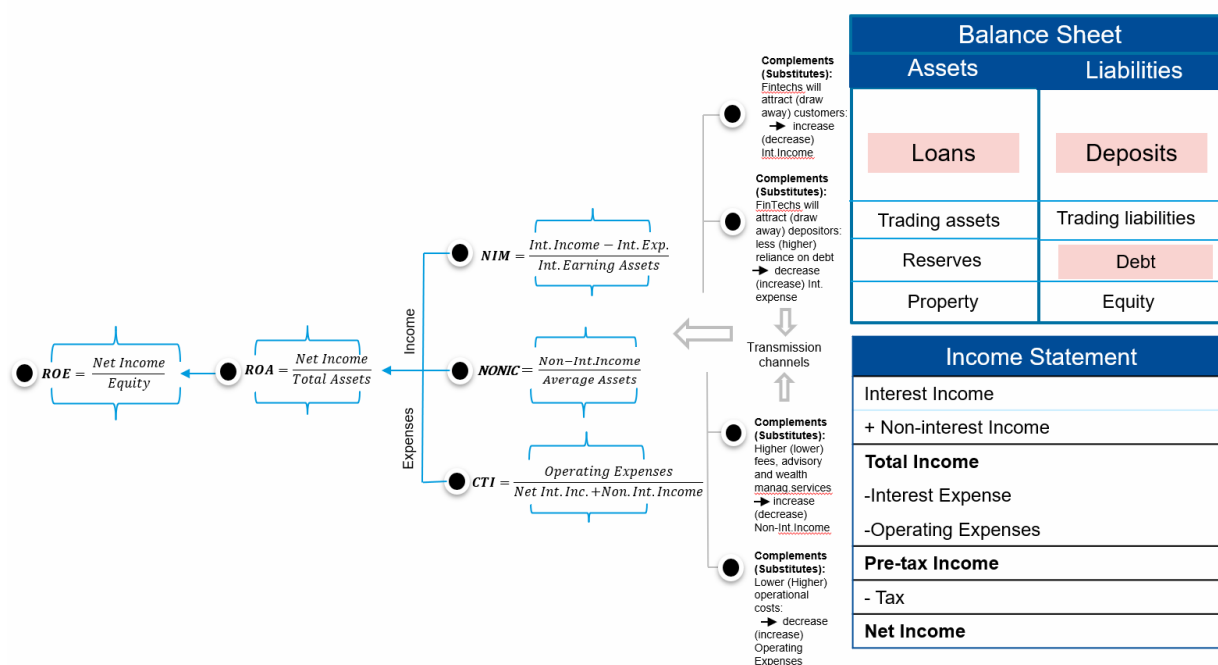 ROE = Net Income / Equity
ROA = Net Income / Total Assets
Income
Expenses
NIM = Int. Income − Int. Exp. / Int. Earning Assets
NONIC = Non−Int.Income / Average Assets
CTI = Operating Expenses / Net Int. Inc. +Non. Int. Income
Complements
(Substitutes):
Fintechs will
attract (draw
away) customers:
➔ increase
(decrease)
Int.Income
Complements
(Substitutes):
FinTechs will
attract (draw
away) depositors:
less (higher)
reliance on debt
➔ decrease
(increase) Int.
expense
Transmission
channels
Complements
(Substitutes):
Higher (lower)
fees, advisory
and wealth
manag.services
➔ increase
(decrease)
Non-Int.Income
Complements
(Substitutes):
Lower (Higher)
operational
costs:
➔ decrease
(increase)
Operating
Expenses
Balance Sheet
Assets Liabilities
Loans Deposits
Trading assets Trading liabilities
Reserves Debt
Property Equity
Income Statement
Interest Income
+ Non-interest Income
Total Income
-Interest Expense
-Operating Expenses
Pre-tax Income
- Tax
Net Income